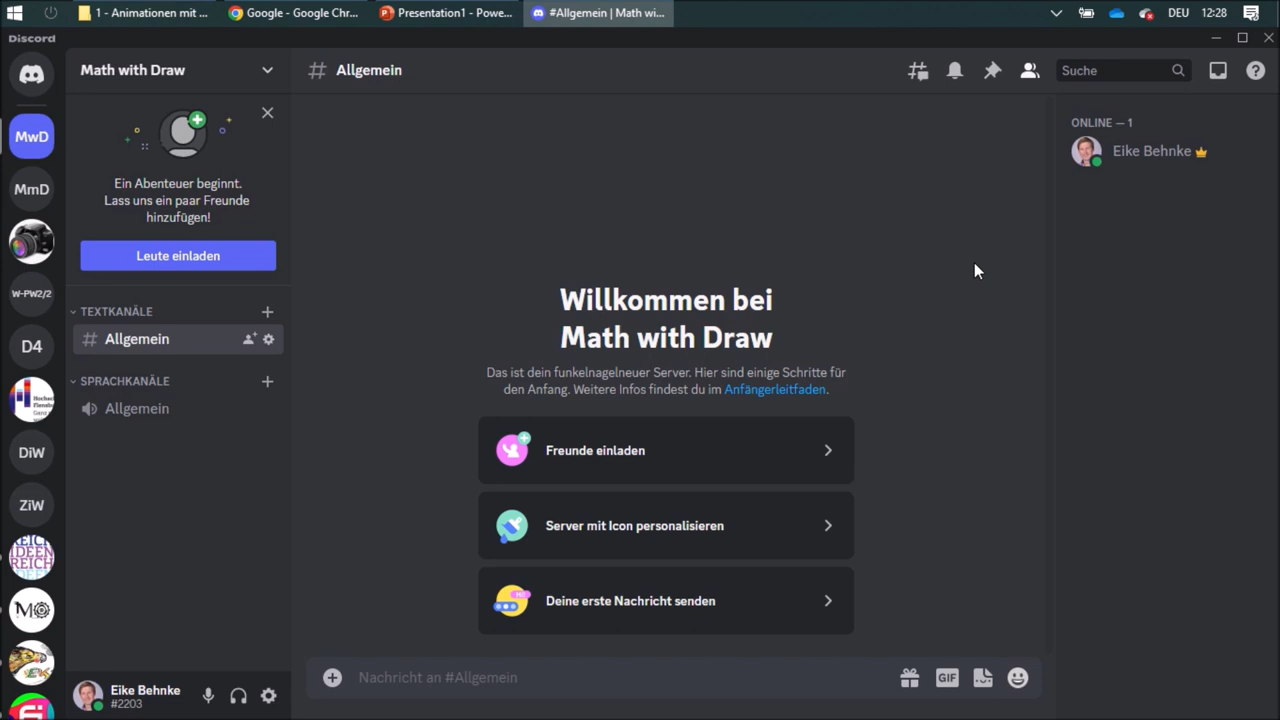 1 - Animationen mit ...
Google - Google Chr...
Presentation1 - Powe...
#Allgemein | Math wi...
DEU
12:28
Discord
Math with Draw
Allgemein
Suche
MwD
MmD
W-PW2/2
D4
DiW
ZiW
Ein Abenteuer beginnt.
Lass uns ein paar Freunde
hinzufügen!
Leute einladen
TEXTKANÄLE
Allgemein
SPRACHKANÄLE
Allgemein
Eike Behnke
#2203
Willkommen bei
Math with Draw
Das ist dein funkelnagelneuer Server. Hier sind einige Schritte für
den Anfang. Weitere Infos findest du im Anfängerleitfaden.
Freunde einladen
Server mit Icon personalisieren
Deine erste Nachricht senden
Nachricht an #Allgemein
GIF
ONLINE — 1
Eike Behnke